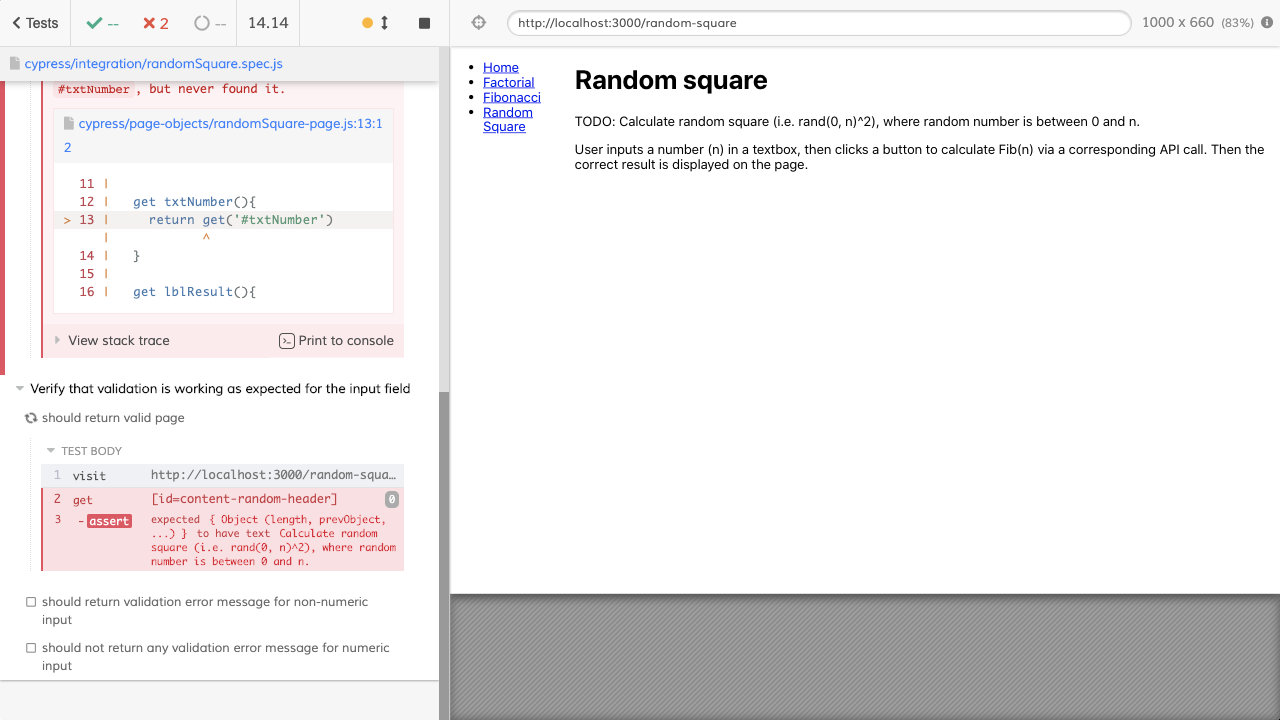 Tests
--
2
--
14.14
http://localhost:3000/random-square
1000 x 660 (83%)
cypress/integration/randomSquare.spec.js
#txtNumber , but never found it.
cypress/page-objects/randomSquare-page.js:13:1
2
11 |
12 | get txtNumber(){
> 13 | return get('#txtNumber')
| ^
14 | }
15 |
16 | get lblResult(){
View stack trace
Print to console
Verify that validation is working as expected for the input field
should return valid page
TEST BODY
1 visit http://localhost:3000/random-squa…
2 get [id=content-random-header] 0
3 - assert expected { Object (length, prevObject,
...) } to have text Calculate random
square (i.e. rand(0, n)^2), where random
number is between 0 and n.
should return validation error message for non-numeric
input
should not return any validation error message for numeric
input
Home
Factorial
Fibonacci
Random
Square
Random square
TODO: Calculate random square (i.e. rand(0, n)^2), where random number is between 0 and n.
User inputs a number (n) in a textbox, then clicks a button to calculate Fib(n) via a corresponding API call. Then the
correct result is displayed on the page.